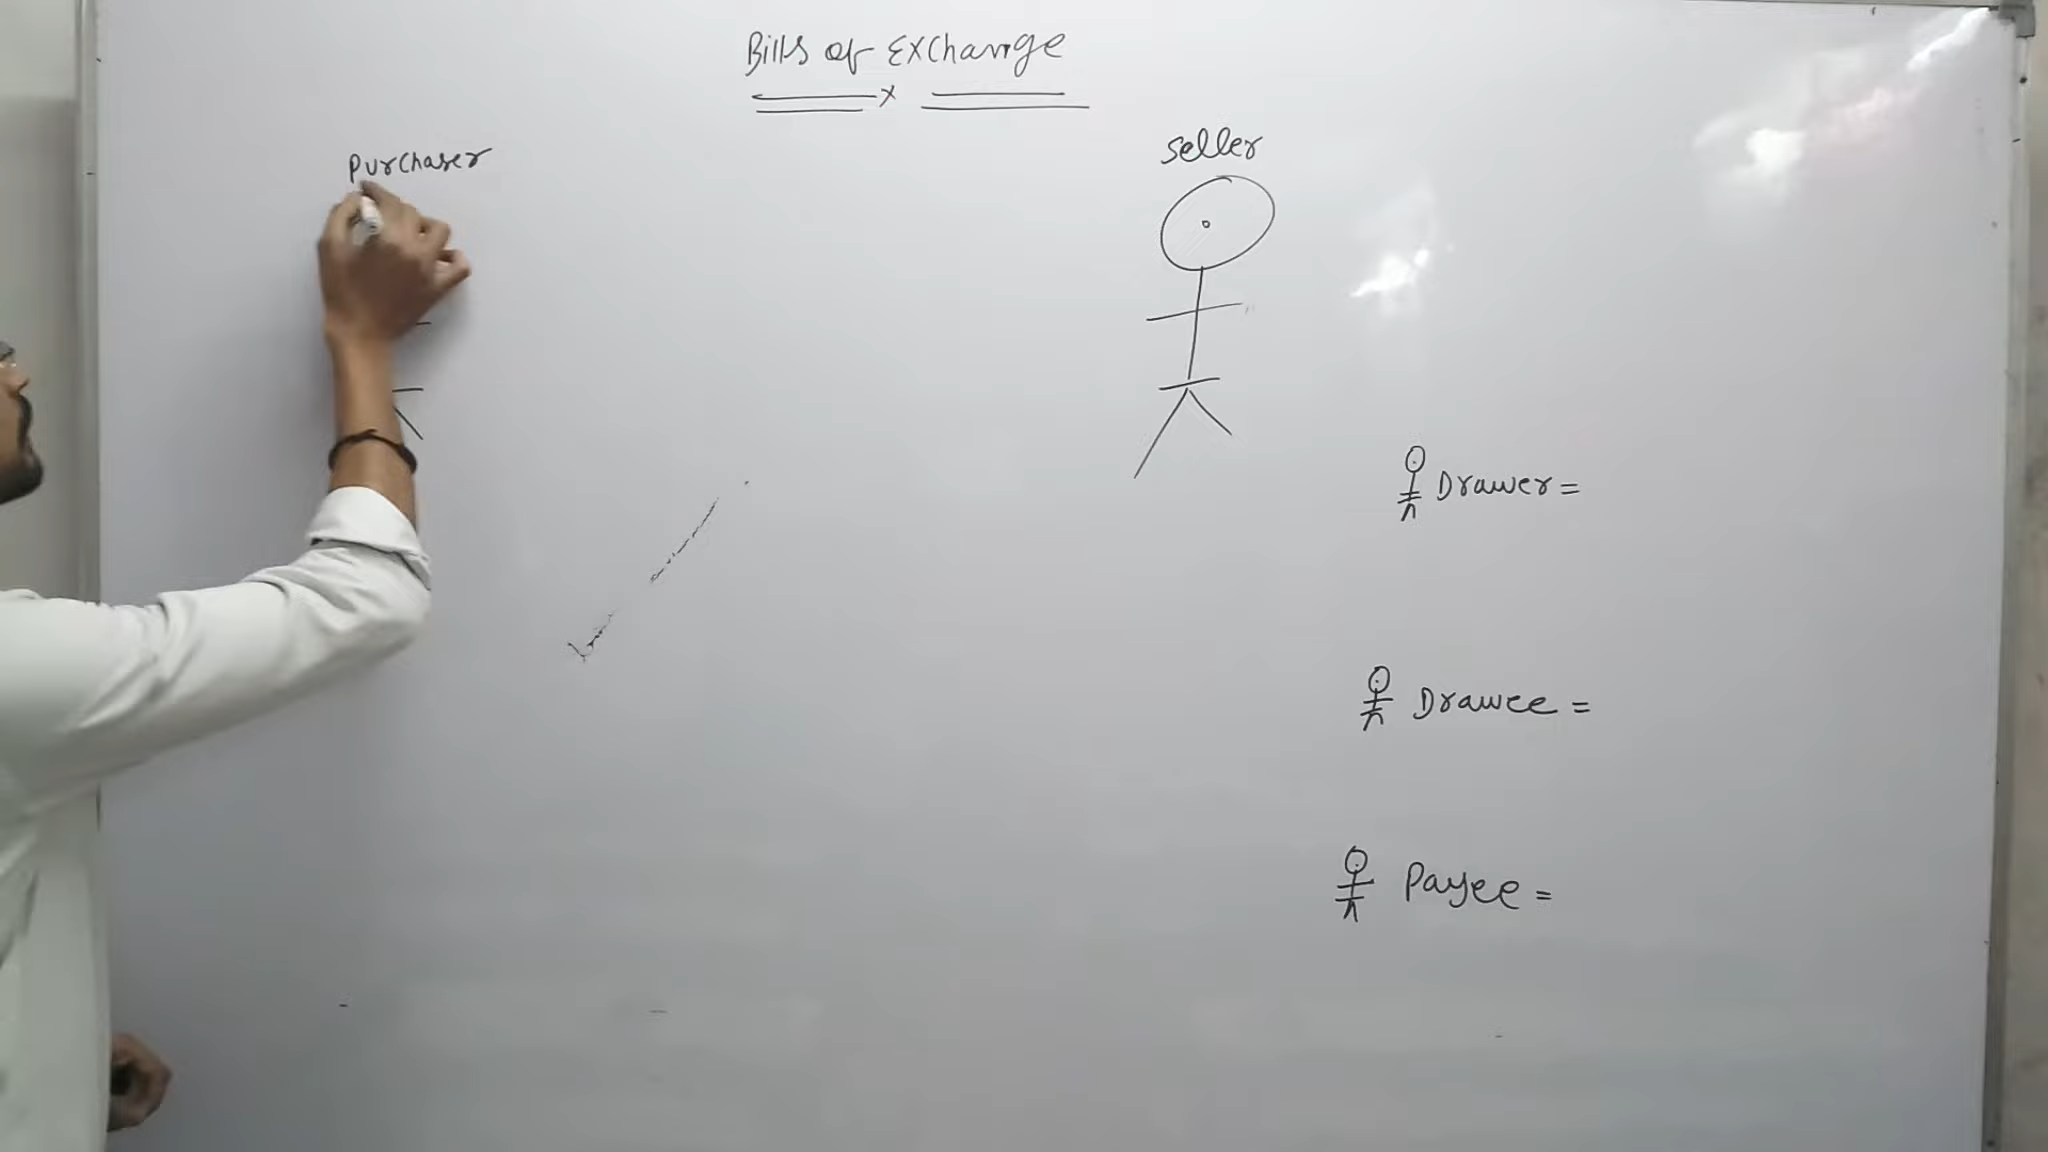 Bills of Exchange
x
Purchaser
seller
Drawer =
Drawee =
Payee =